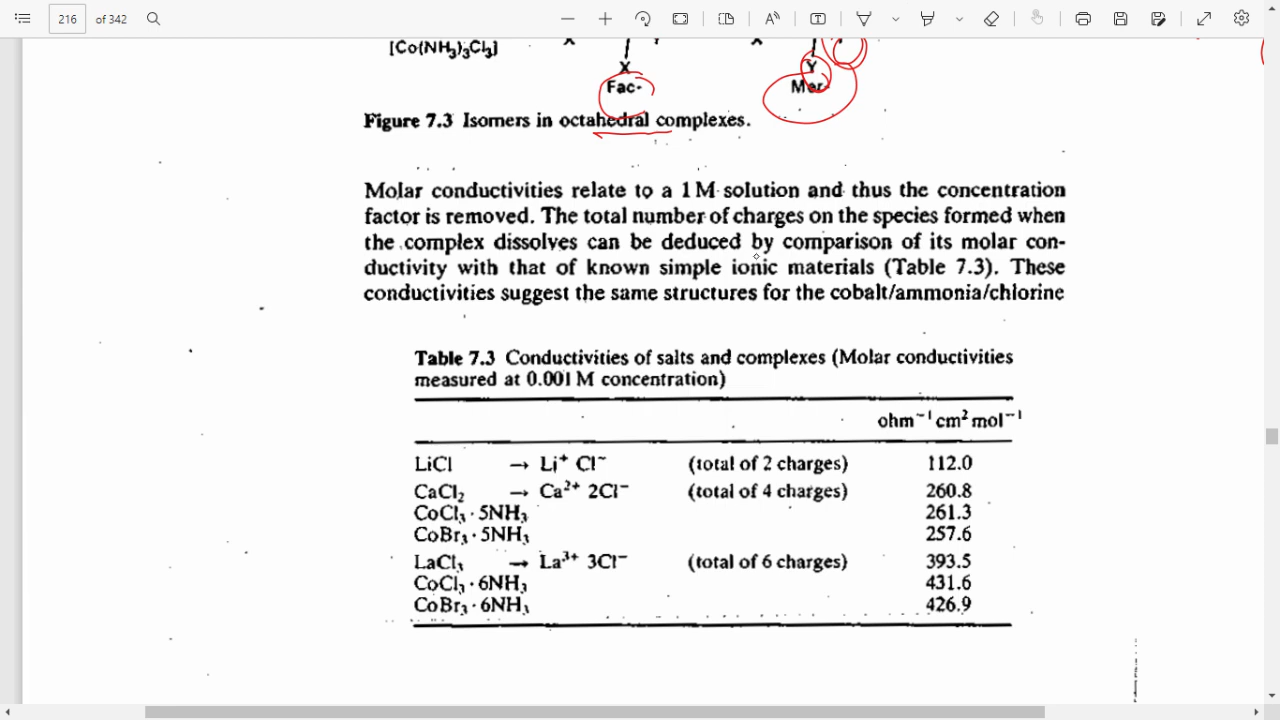 216 of 342
[Co(NH₃)₃Cl₃]
X Y X
X Y
Fac- Mer-
Figure 7.3 Isomers in octahedral complexes.
Molar conductivities relate to a 1 M solution and thus the concentration
factor is removed. The total number of charges on the species formed when
the complex dissolves can be deduced by comparison of its molar con-
ductivity with that of known simple ionic materials (Table 7.3). These
conductivities suggest the same structures for the cobalt/ammonia/chlorine
Table 7.3 Conductivities of salts and complexes (Molar conductivities
measured at 0.001 M concentration)
ohm⁻¹ cm² mol⁻¹
LiCl → Li⁺ Cl⁻ (total of 2 charges) 112.0
CaCl₂ → Ca²⁺ 2Cl⁻ (total of 4 charges) 260.8
CoCl₃ · 5NH₃ 261.3
CoBr₃ · 5NH₃ 257.6
LaCl₃ → La³⁺ 3Cl⁻ (total of 6 charges) 393.5
CoCl₃ · 6NH₃ 431.6
CoBr₃ · 6NH₃ 426.9